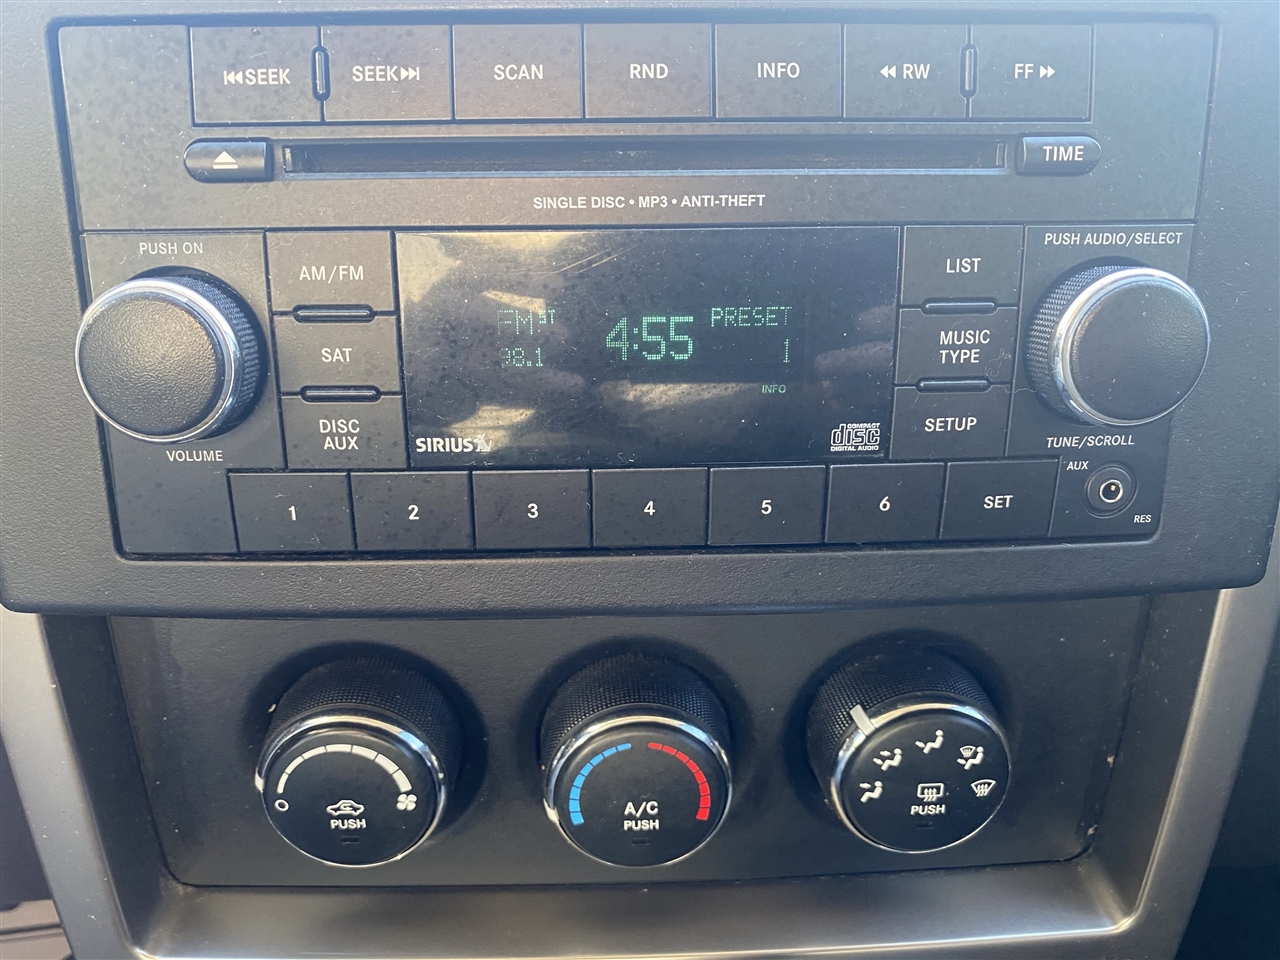 SEEK
SEEK
SCAN
RND
INFO
RW
FF
TIME
SINGLE DISC • MP3 • ANTI-THEFT
PUSH ON
VOLUME
AM/FM
SAT
DISC
AUX
FM ST
98.1
4:55
PRESET
1
INFO
SIRIUS
COMPACT
disc
DIGITAL AUDIO
LIST
MUSIC
TYPE
SETUP
PUSH AUDIO/SELECT
TUNE/SCROLL
AUX
RES
1
2
3
4
5
6
SET
PUSH
A/C
PUSH
PUSH